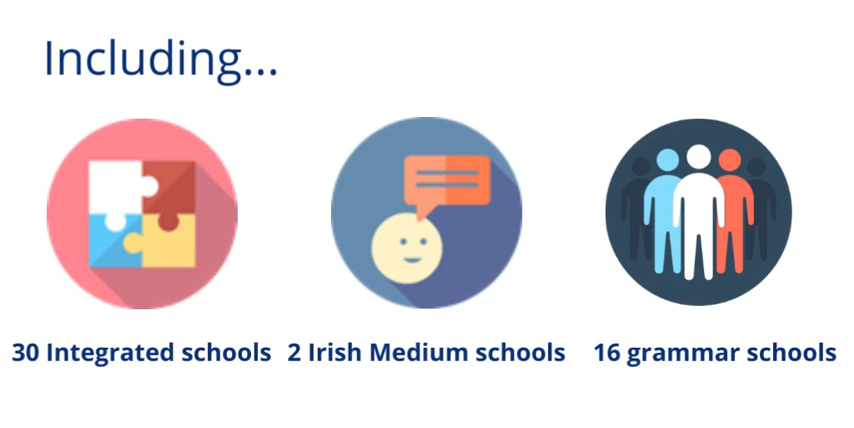 Including...
30 Integrated schools
2 Irish Medium schools
16 grammar schools